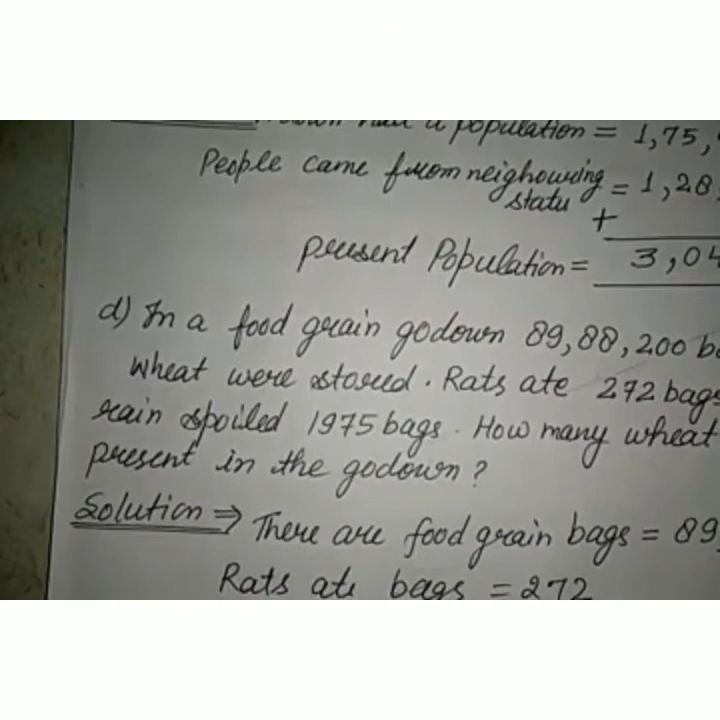 a population = 1,75,
People came from neighowring = 1,28
statu +
present Population = 3,04
d) In a food grain godown 89,88,200 b
wheat were stored. Rats ate 272 bags
rain spoiled 1975 bags. How many wheat
present in the godown ?
Solution ⇒ There are food grain bags = 89,
Rats ate bags = 272